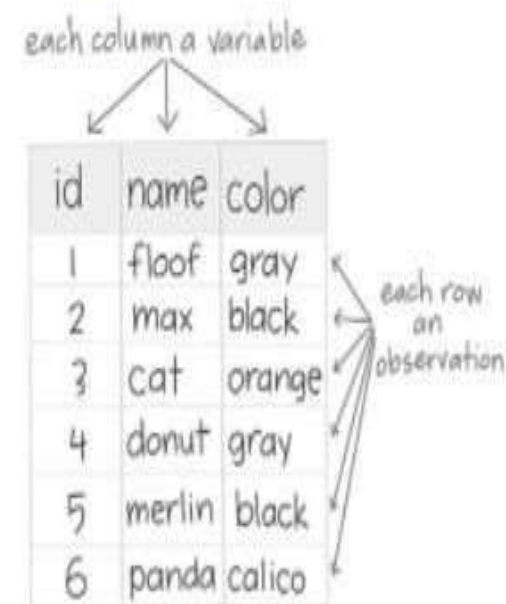 each column a variable
id name color
1 floof gray
2 max black
3 cat orange
4 donut gray
5 merlin black
6 panda calico
each row
an
observation